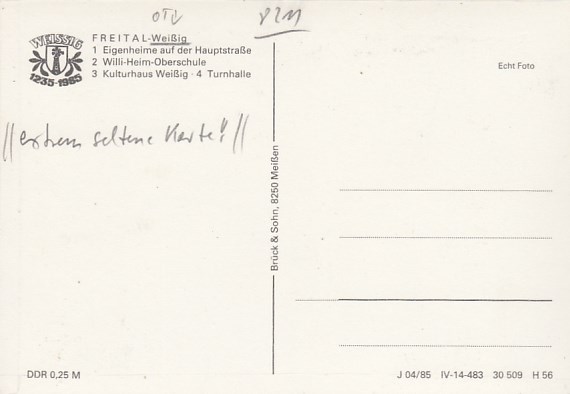 OTL
8211
WEISSIG
1235-1985
FREITAL-Weißig
1 Eigenheime auf der Hauptstraße
2 Willi-Heim-Oberschule
3 Kulturhaus Weißig · 4 Turnhalle
Echt Foto
//extrem seltene Karte!//
Brück & Sohn, 8250 Meißen
DDR 0,25 M
J 04/85 IV-14-483 30 509 H 56